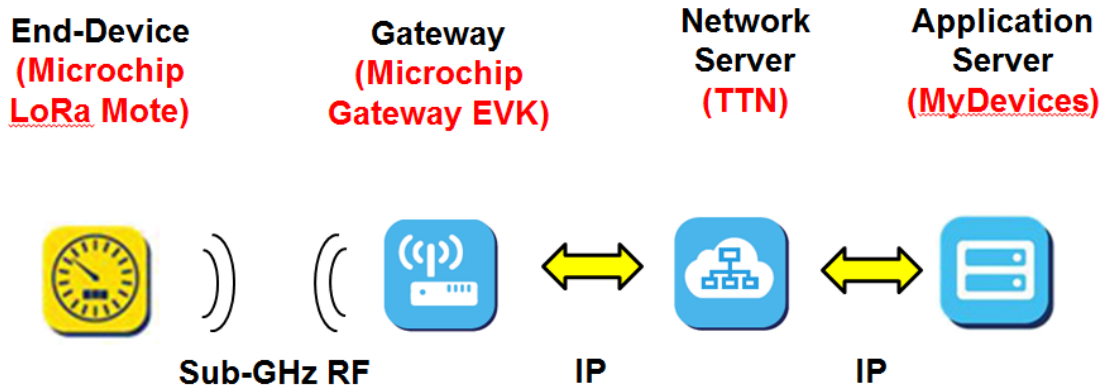 End-Device
(Microchip
LoRa Mote)
Gateway
(Microchip
Gateway EVK)
Network
Server
(TTN)
Application
Server
(MyDevices)
Sub-GHz RF
IP
IP